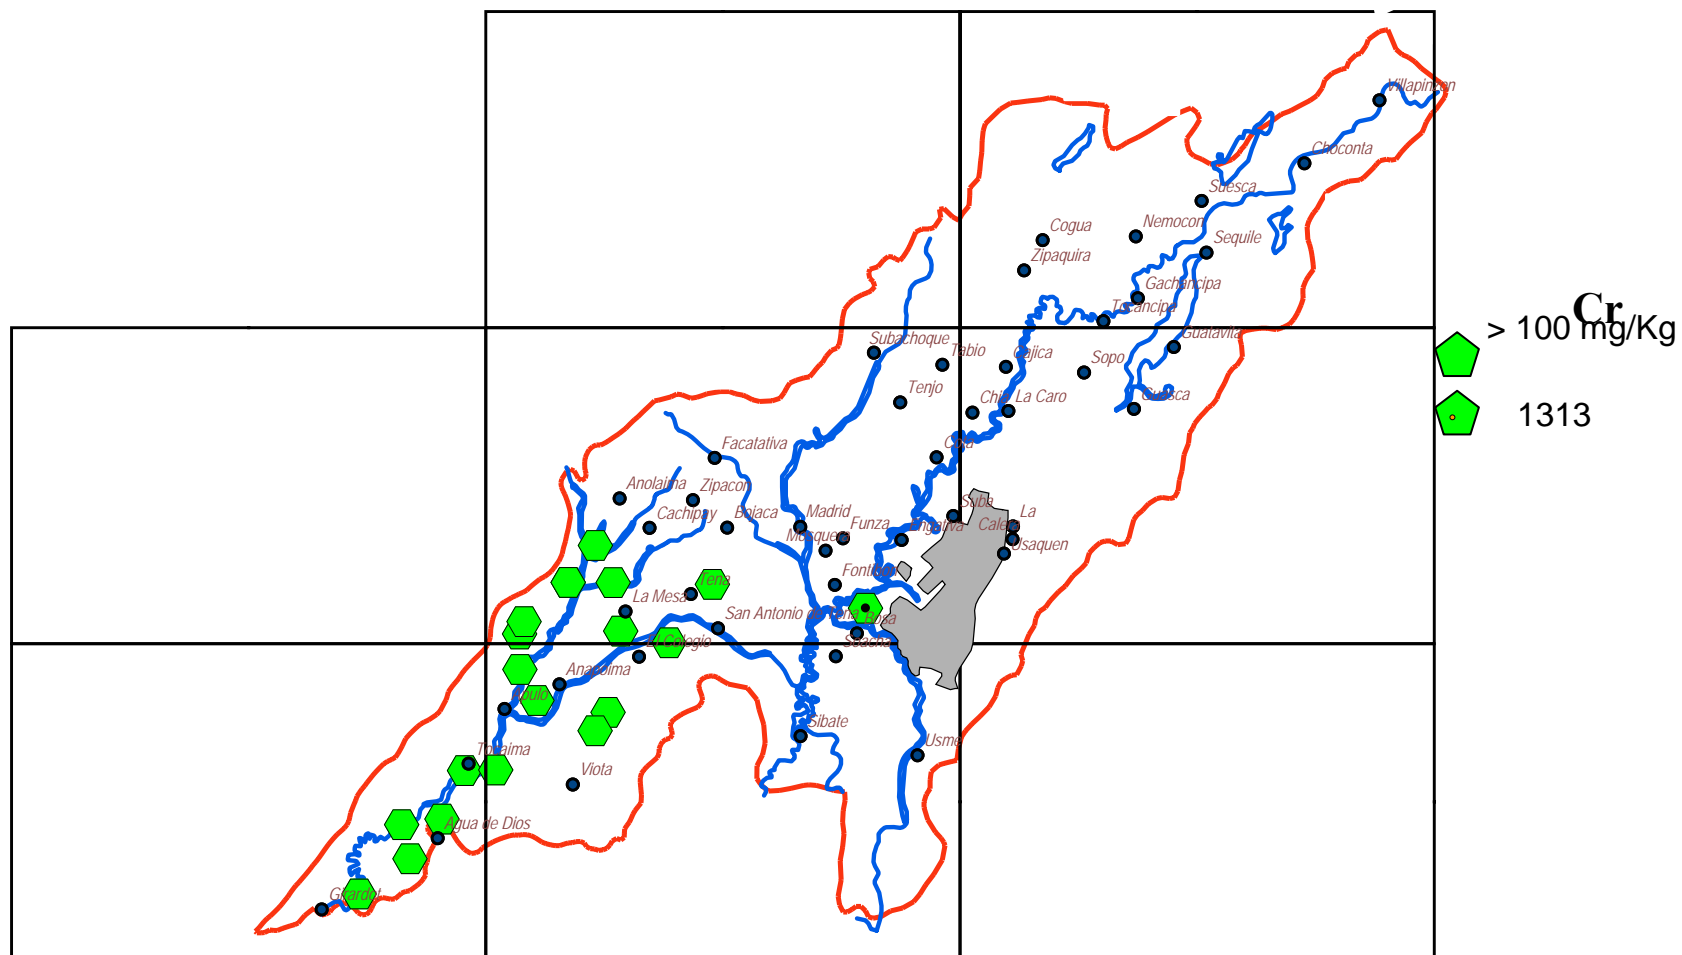 Villapinzon
Choconta
Suesca
Cogua
Nemocon
Sequile
Zipaquira
Gachancipa
Cr
Tocancipa
> 100 mg/Kg
Subachoque
Tabio
Cajica
Sopo
Guatavita
Tenjo
Chia
La Caro
Guasca
1313
Facatativa
Cota
Anolaima
Zipacon
Cachipay
Bojaca
Madrid
Funza
Engativa
Suba
La
Calera
Mosquera
Usaquen
Fontibon
Tena
La Mesa
San Antonio de Tena
Bosa
Soacha
El Colegio
Anapoima
Apulo
Sibate
Usme
Tocaima
Viota
Agua de Dios
Girardot